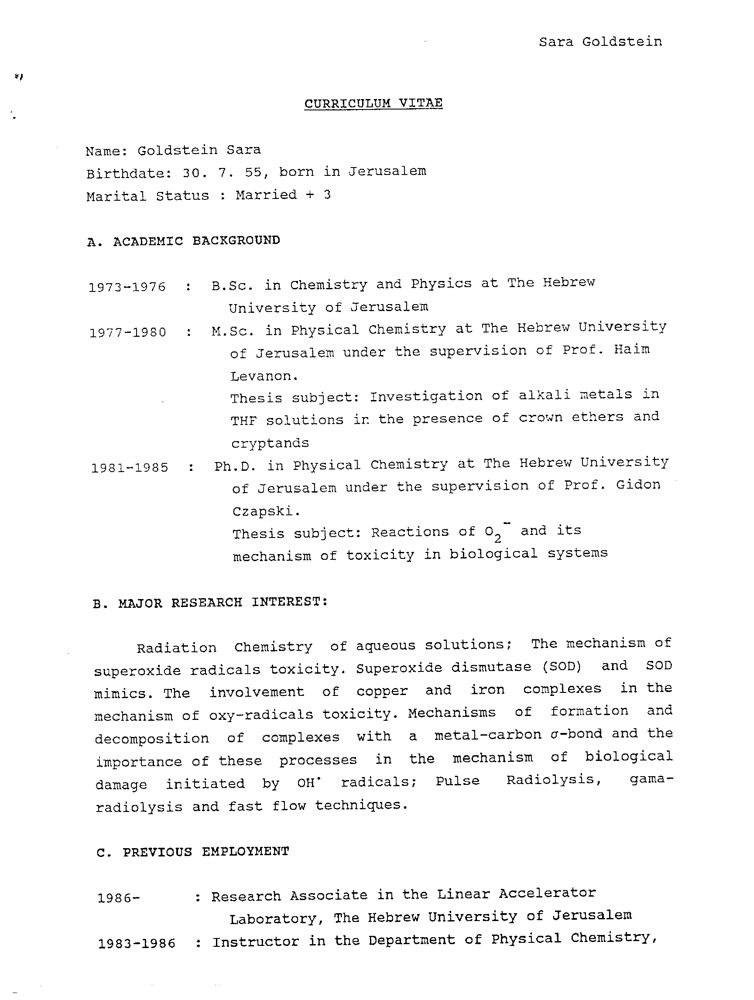 Sara Goldstein
CURRICULUM VITAE
Name: Goldstein Sara
Birthdate: 30. 7. 55, born in Jerusalem
Marital Status : Married + 3
A. ACADEMIC BACKGROUND
1973-1976 : B.Sc. in Chemistry and Physics at The Hebrew
University of Jerusalem
1977-1980 : M.Sc. in Physical Chemistry at The Hebrew University
of Jerusalem under the supervision of Prof. Haim
Levanon.
Thesis subject: Investigation of alkali metals in
THF solutions in the presence of crown ethers and
cryptands
1981-1985 : Ph.D. in Physical Chemistry at The Hebrew University
of Jerusalem under the supervision of Prof. Gidon
Czapski.
Thesis subject: Reactions of O₂⁻ and its
mechanism of toxicity in biological systems
B. MAJOR RESEARCH INTEREST:
Radiation Chemistry of aqueous solutions; The mechanism of
superoxide radicals toxicity. Superoxide dismutase (SOD) and SOD
mimics. The involvement of copper and iron complexes in the
mechanism of oxy-radicals toxicity. Mechanisms of formation and
decomposition of complexes with a metal-carbon σ-bond and the
importance of these processes in the mechanism of biological
damage initiated by OH˙ radicals; Pulse Radiolysis, gama-
radiolysis and fast flow techniques.
C. PREVIOUS EMPLOYMENT
1986- : Research Associate in the Linear Accelerator
Laboratory, The Hebrew University of Jerusalem
1983-1986 : Instructor in the Department of Physical Chemistry,